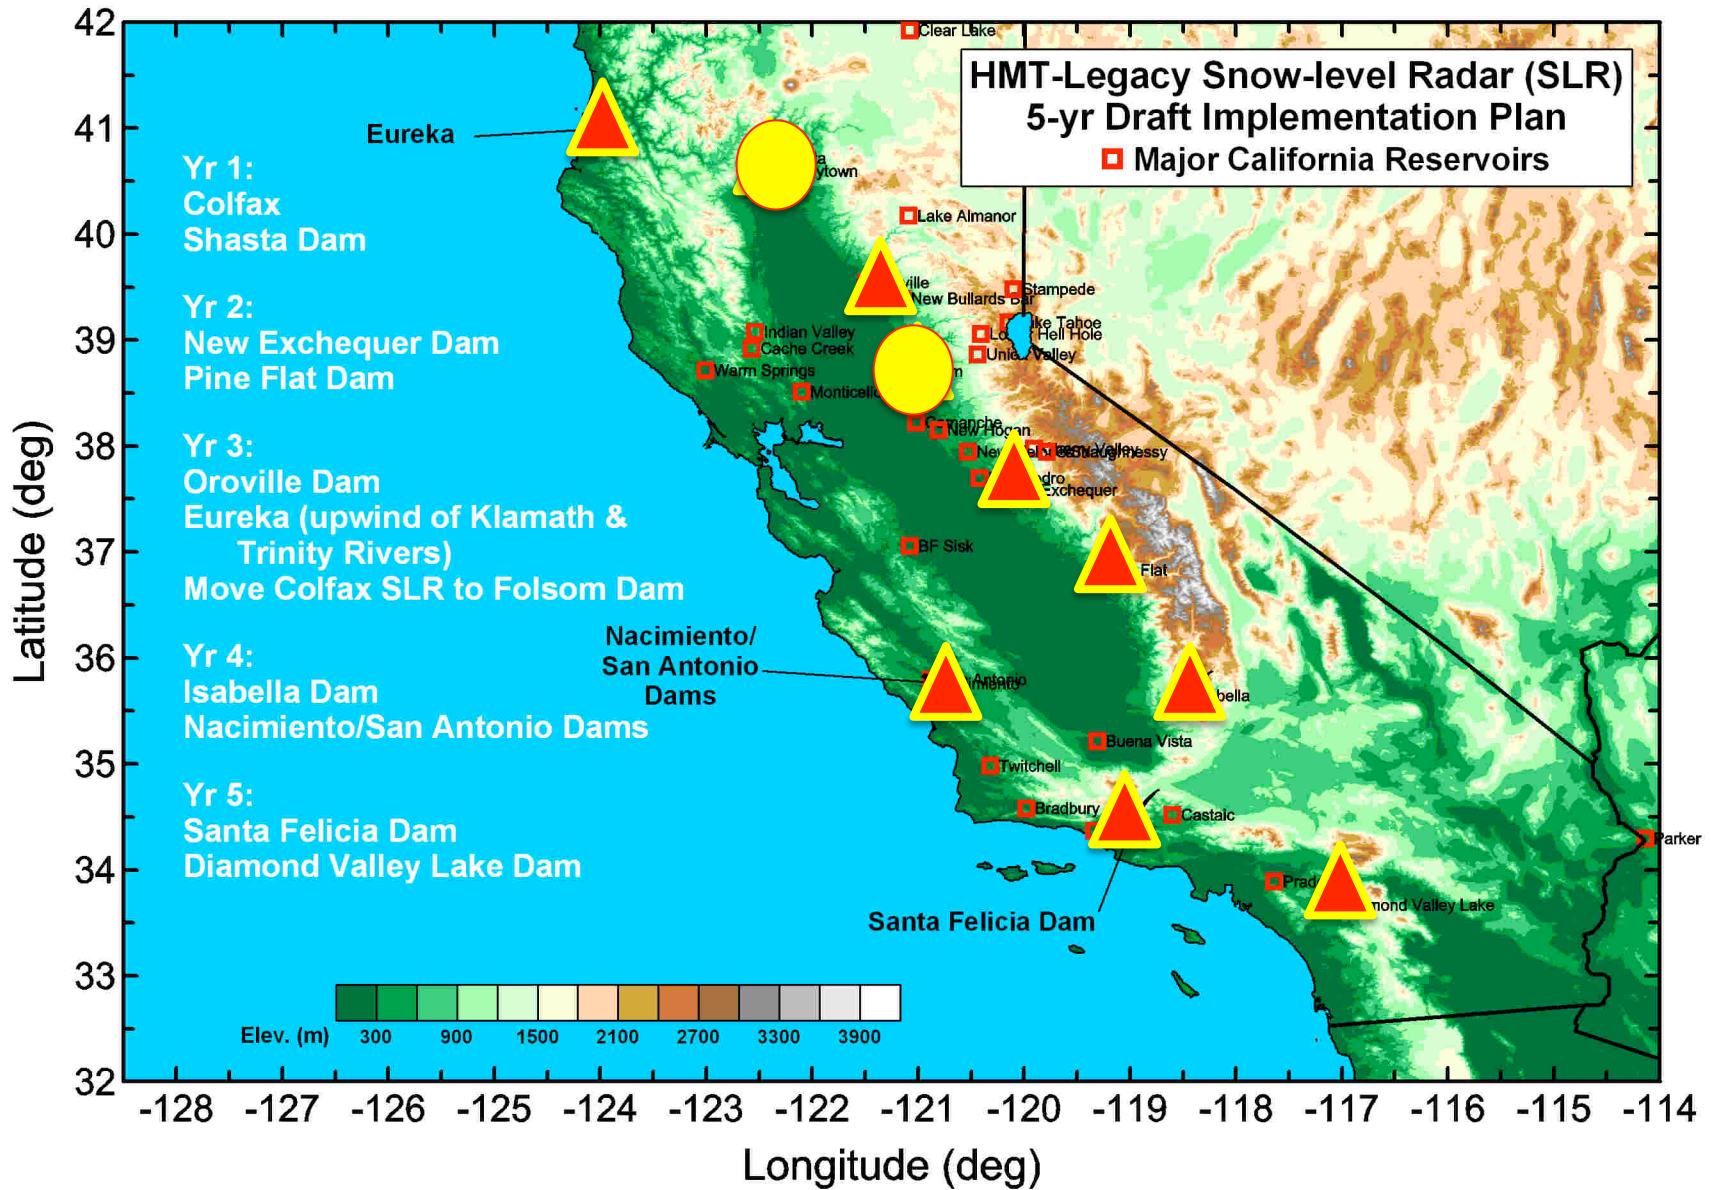 HMT-Legacy Snow-level Radar (SLR)
5-yr Draft Implementation Plan
Major California Reservoirs
Latitude (deg)
42
41
40
39
38
37
36
35
34
33
32
Yr 1:
Colfax
Shasta Dam
Yr 2:
New Exchequer Dam
Pine Flat Dam
Yr 3:
Oroville Dam
Eureka (upwind of Klamath &
Trinity Rivers)
Move Colfax SLR to Folsom Dam
Yr 4:
Isabella Dam
Nacimiento/San Antonio Dams
Yr 5:
Santa Felicia Dam
Diamond Valley Lake Dam
Eureka
Clear Lake
Lake Almanor
New Bullards Bar
Stampede
Tahoe
Hell Hole
Valley
Indian Valley
Cache Creek
Warm Springs
Monticello
Camanche
New Hogan
Exchequer
BF Sisk
Flat
Nacimiento/
San Antonio
Dams
Antonio
Buena Vista
Twitchell
Bradbury
Castaic
Parker
Valley Lake
Santa Felicia Dam
Elev. (m) 300 900 1500 2100 2700 3300 3900
-128 -127 -126 -125 -124 -123 -122 -121 -120 -119 -118 -117 -116 -115 -114
Longitude (deg)